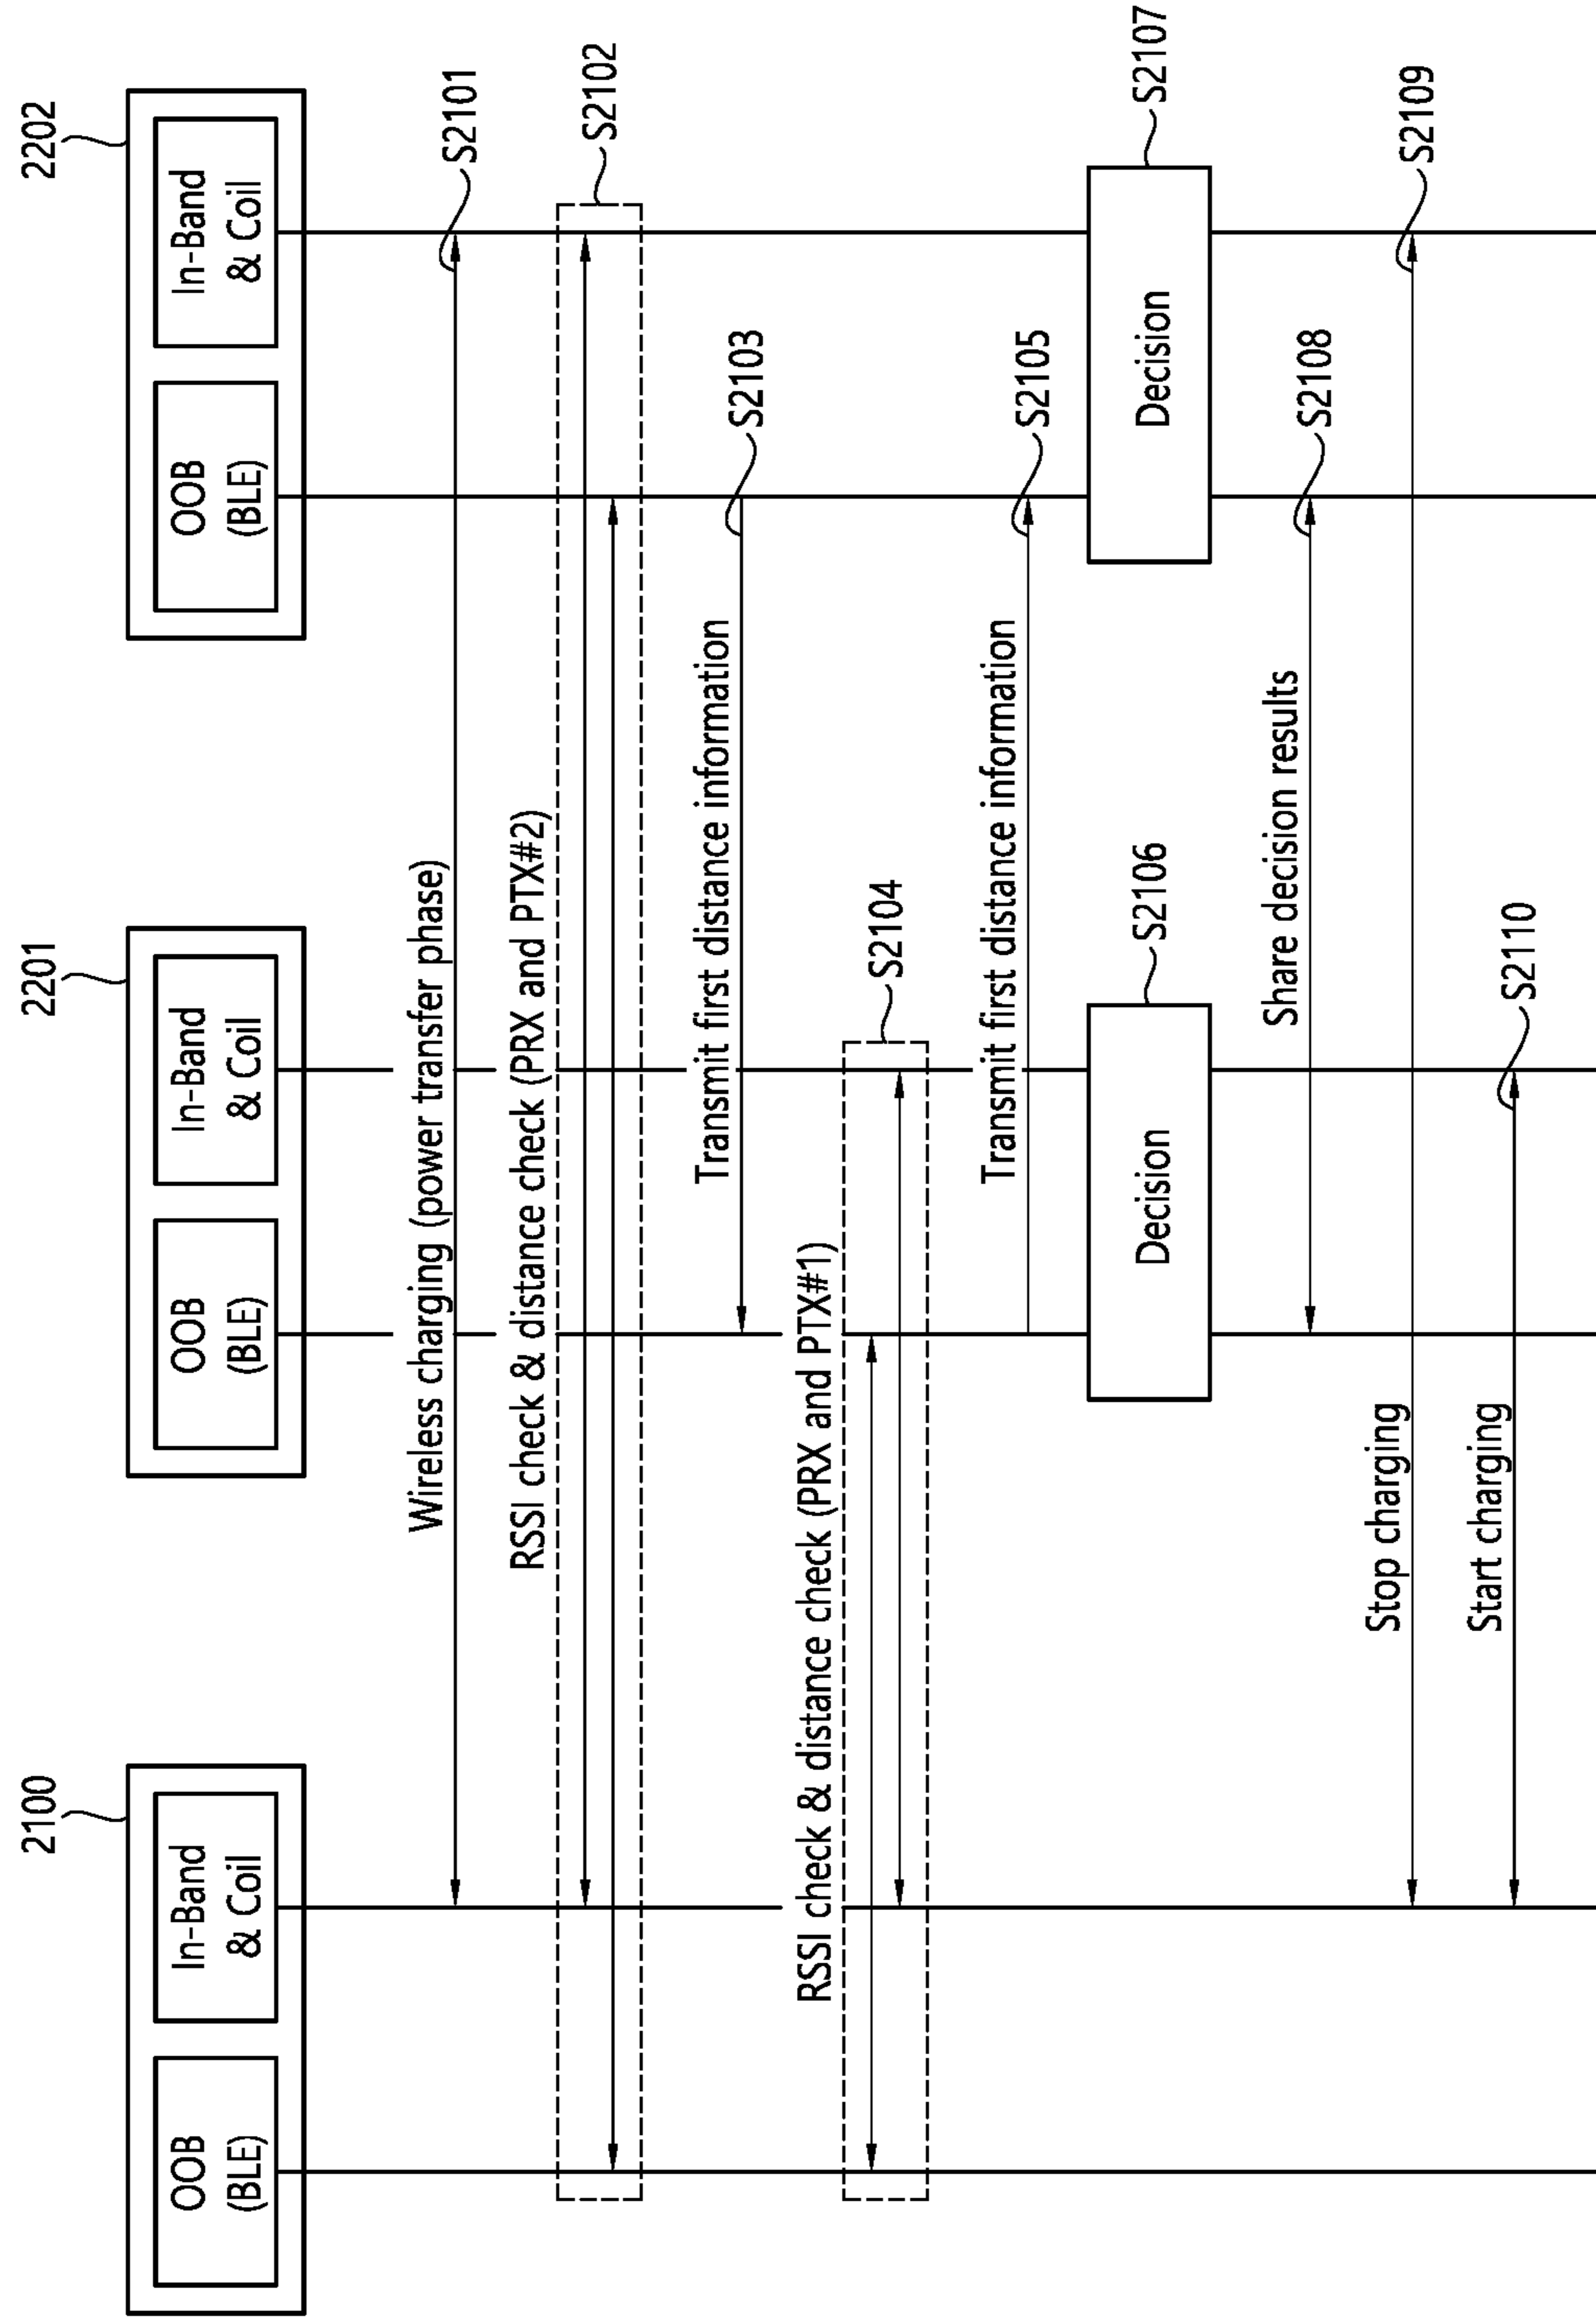 2100
2201
2202
OOB
(BLE)
In-Band
& Coil
OOB
(BLE)
In-Band
& Coil
OOB
(BLE)
In-Band
& Coil
Wireless charging (power transfer phase)
S2101
RSSI check & distance check (PRX and PTX#2)
S2102
Transmit first distance information
S2103
RSSI check & distance check (PRX and PTX#1)
S2104
Transmit first distance information
S2105
Decision
S2106
Decision
S2107
Share decision results
S2108
Stop charging
S2109
Start charging
S2110